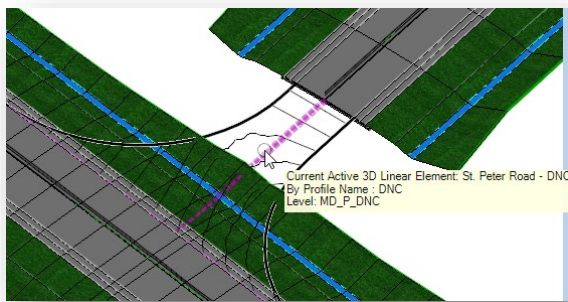 Current Active 3D Linear Element: St. Peter Road - DNC
By Profile Name : DNC
Level: MD_P_DNC